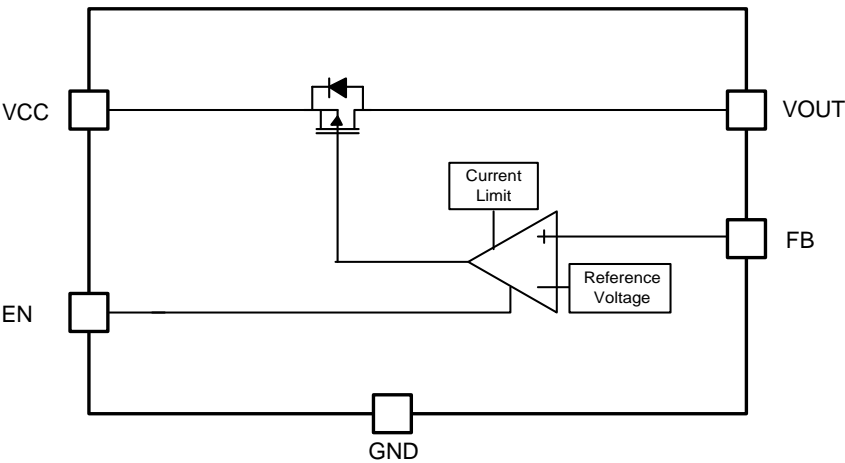 VCC
VOUT
Current
Limit
+
FB
Reference
Voltage
−
EN
GND